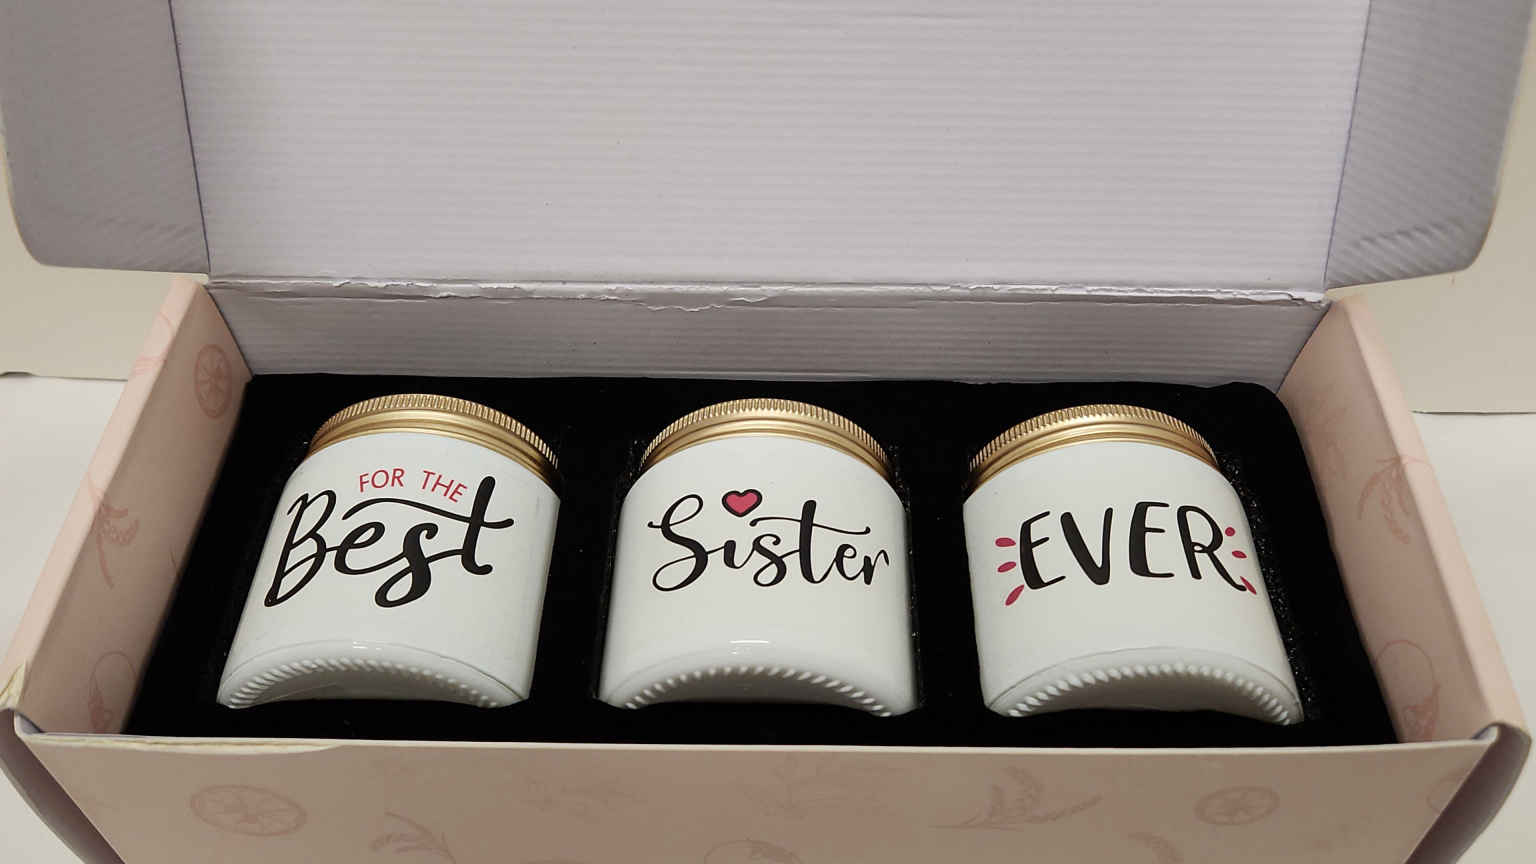 FOR THE
Best
Sister
EVER